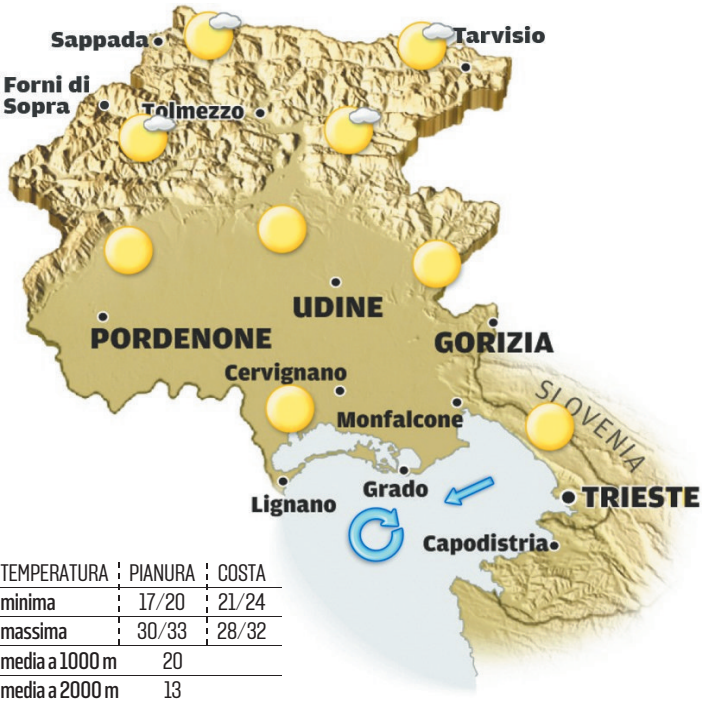 Sappada
Tarvisio
Forni di
Sopra
Tolmezzo
UDINE
PORDENONE
GORIZIA
Cervignano
SLOVENIA
Monfalcone
Grado
Lignano
TRIESTE
Capodistria
TEMPERATURA PIANURA COSTA
minima 17/20 21/24
massima 30/33 28/32
media a 1000 m 20
media a 2000 m 13